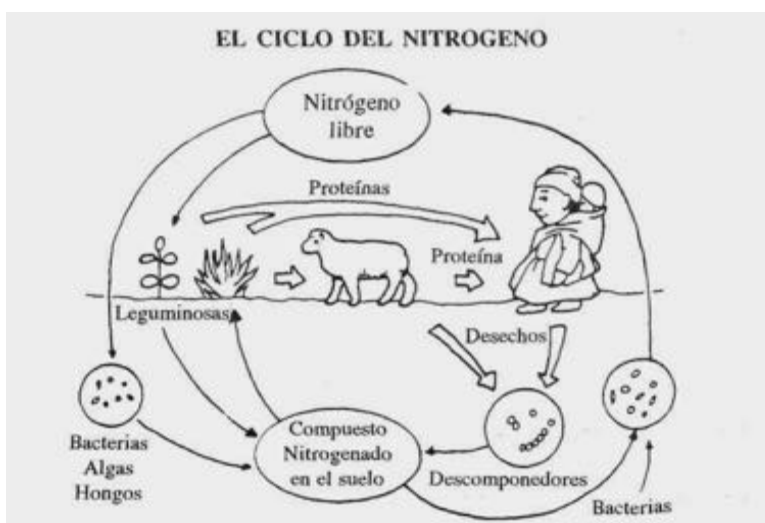 EL CICLO DEL NITROGENO
Nitrógeno
libre
Proteínas
Proteína
Leguminosas
Desechos
Bacterias
Algas
Hongos
Compuesto
Nitrogenado
en el suelo
Descomponedores
Bacterias